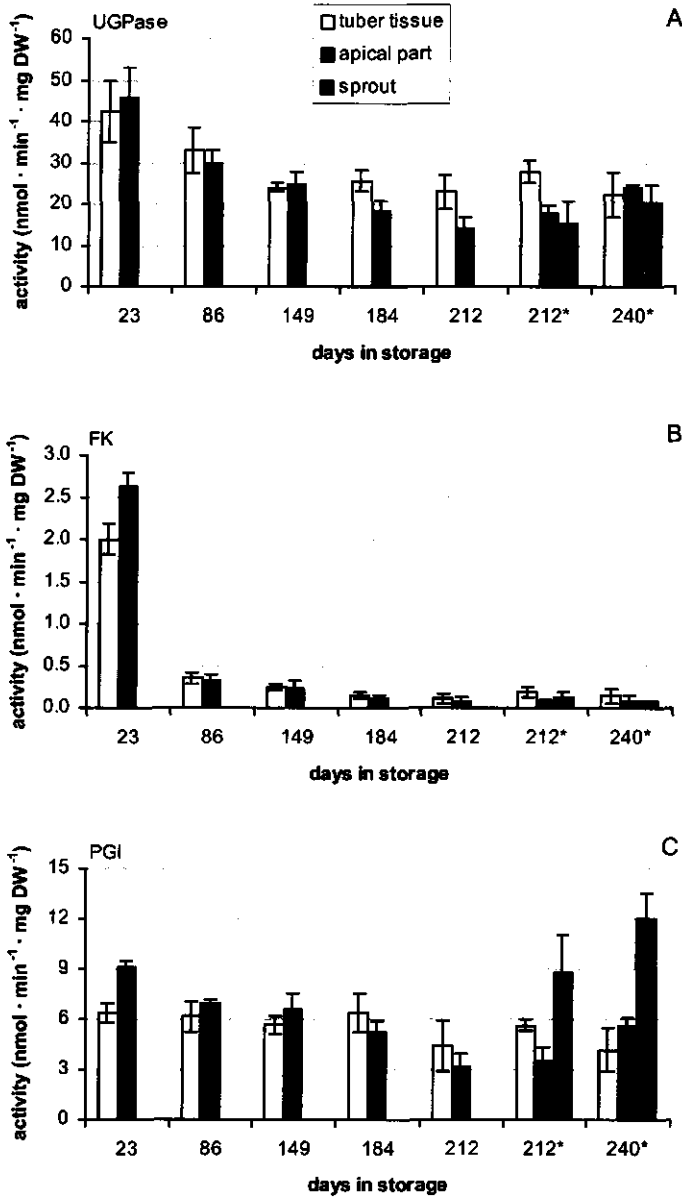 UGPase
A
tuber tissue
apical part
sprout
activity (nmol · min⁻¹ · mg DW⁻¹)
60
50
40
30
20
10
0
23 86 149 184 212 212* 240*
days in storage
FK
B
activity (nmol · min⁻¹ · mg DW⁻¹)
3.0
2.5
2.0
1.5
1.0
0.5
0.0
23 86 149 184 212 212* 240*
days in storage
PGI
C
activity (nmol · min⁻¹ · mg DW⁻¹)
15
12
9
6
3
0
23 86 149 184 212 212* 240*
days in storage